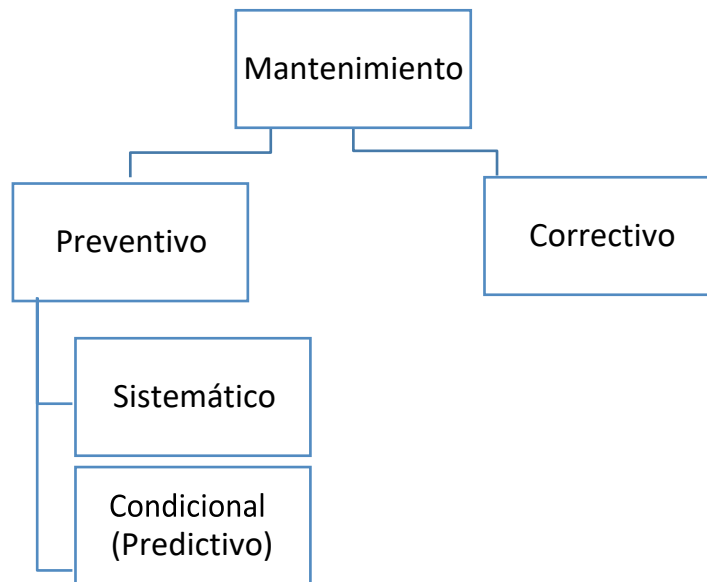 Mantenimiento
Preventivo
Correctivo
Sistemático
Condicional
(Predictivo)